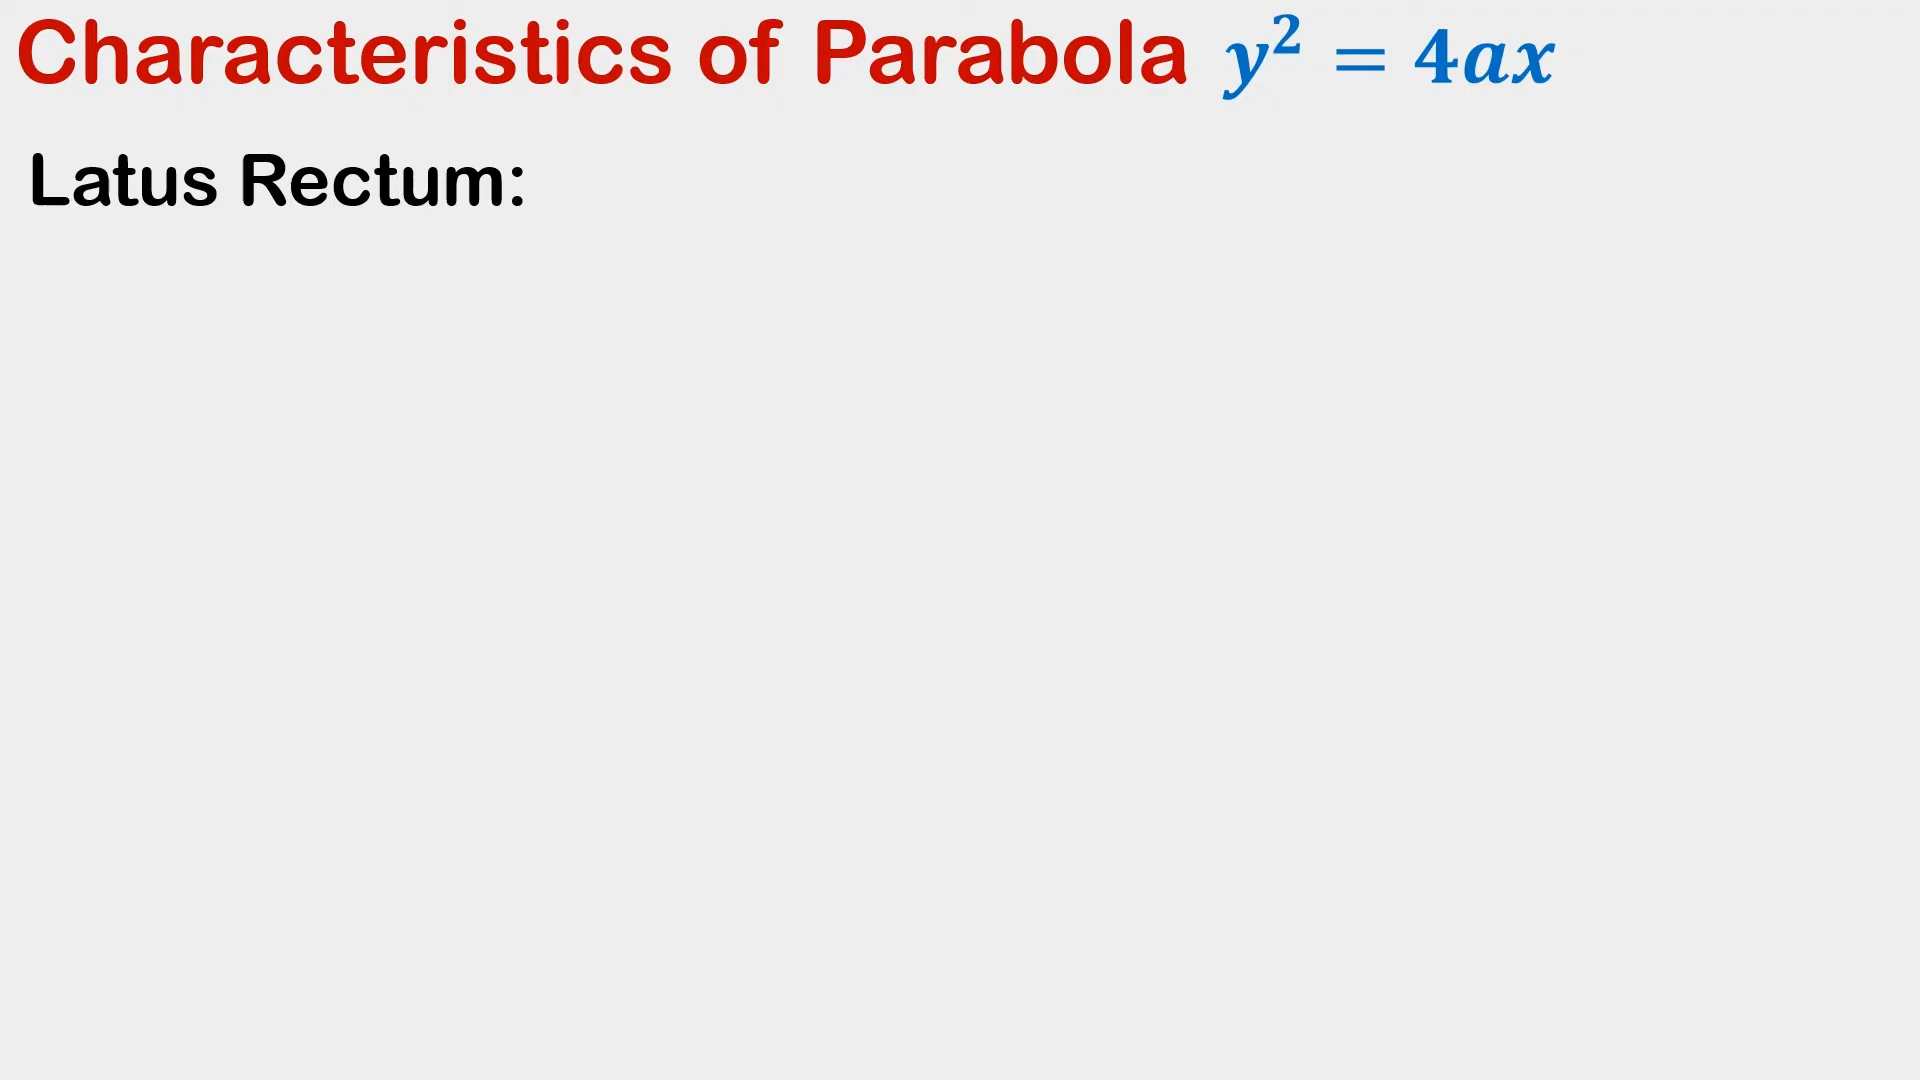 Characteristics of Parabola y² = 4ax
Latus Rectum: